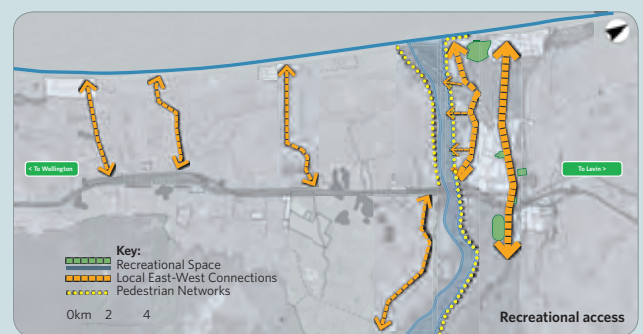 < To Wellington
To Levin >
Key:
Recreational Space
Local East-West Connections
Pedestrian Networks
0km 2 4
Recreational access